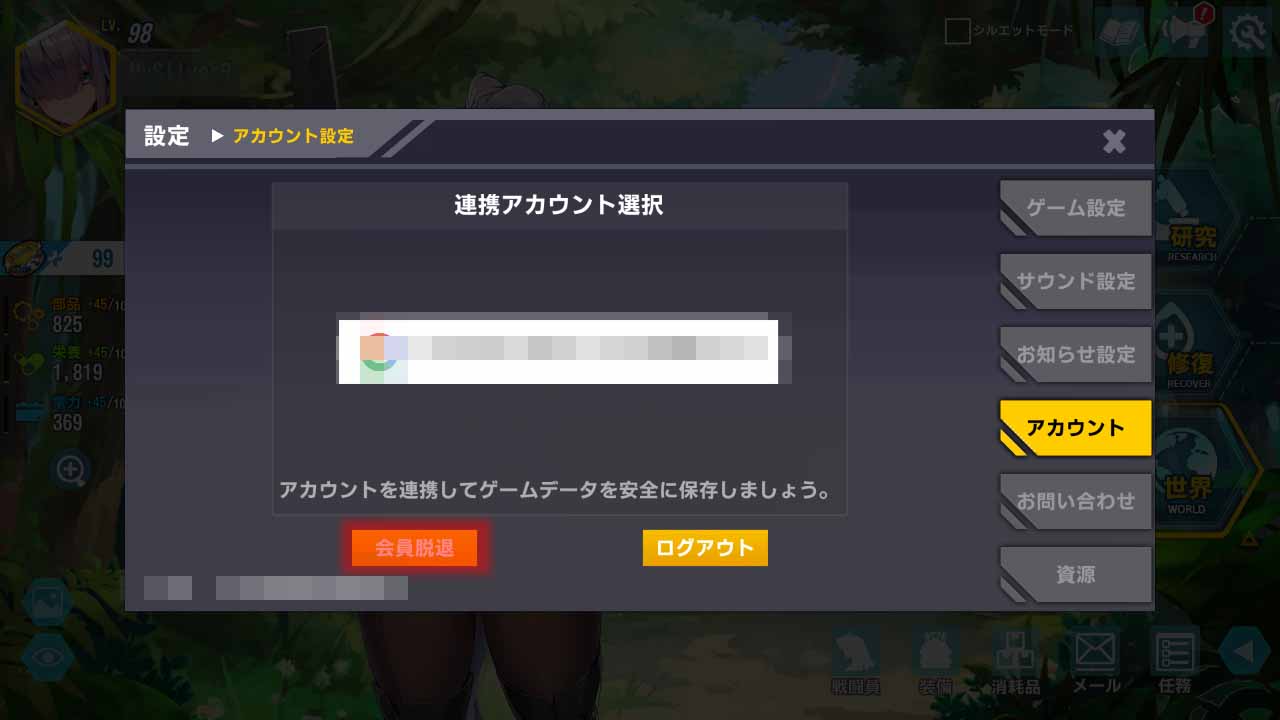 LV. 98
シルエットモード
設定 ▶ アカウント設定
連携アカウント選択
アカウントを連携してゲームデータを安全に保存しましょう。
会員脱退
ログアウト
ゲーム設定
サウンド設定
お知らせ設定
アカウント
お問い合わせ
資源
99
部品 +45/10
825
栄養 +45/10
1,819
電力 +45/10
369
研究
RESEARCH
修復
RECOVER
世界
WORLD
戦闘員
装備
消耗品
メール
任務